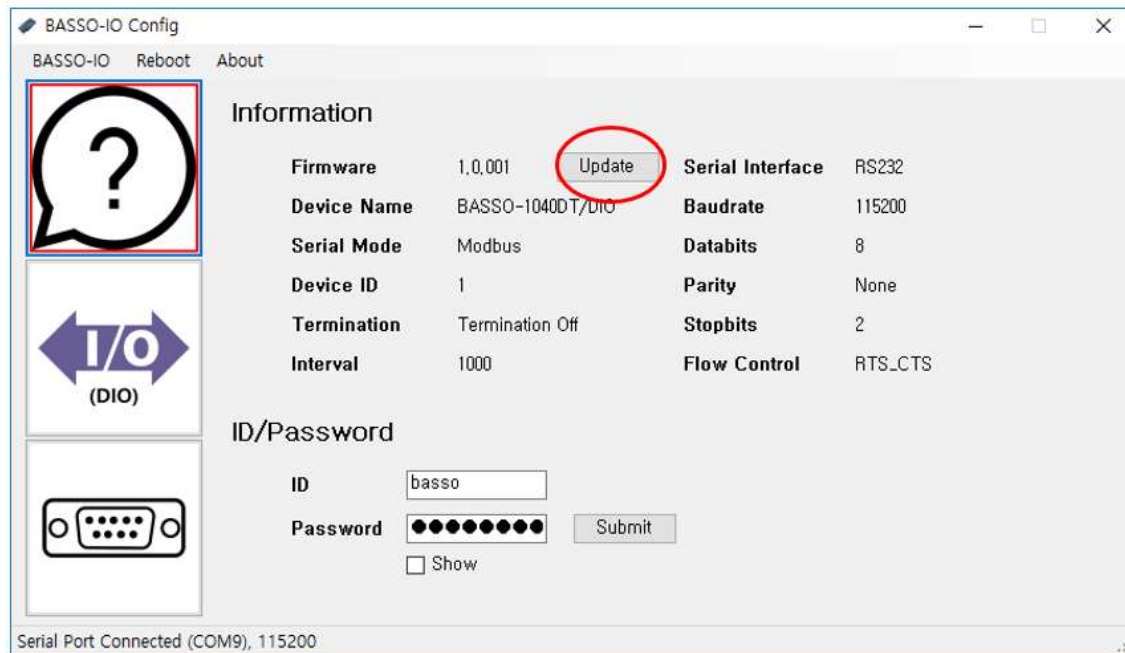 BASSO-IO Config
BASSO-IO Reboot About
?
Information
Firmware 1.0.001 Update Serial Interface RS232
Device Name BASSO-1040DT/DIO Baudrate 115200
Serial Mode Modbus Databits 8
Device ID 1 Parity None
Termination Termination Off Stopbits 2
Interval 1000 Flow Control RTS_CTS
I/O
(DIO)
ID/Password
ID basso
Password ●●●●●●●● Submit
Show
Serial Port Connected (COM9), 115200